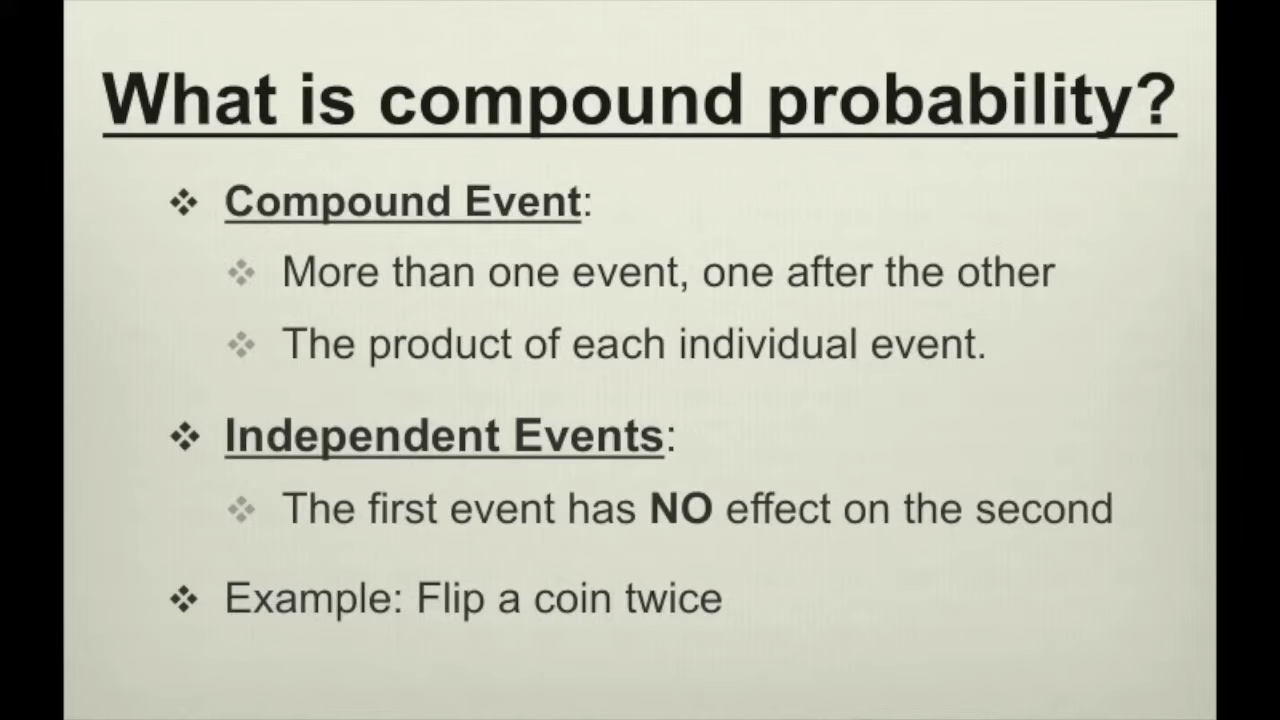 What is compound probability?
Compound Event:
More than one event, one after the other
The product of each individual event.
Independent Events:
The first event has NO effect on the second
Example: Flip a coin twice